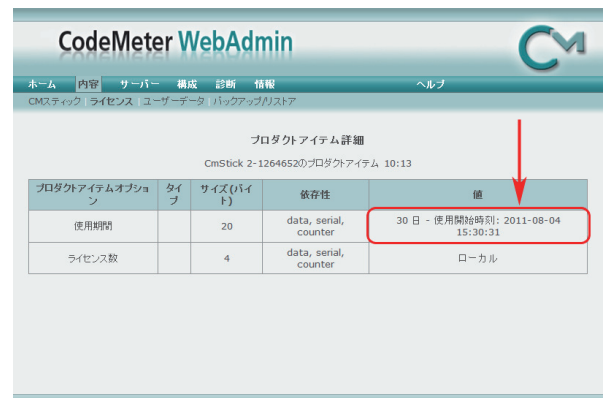 CodeMeter WebAdmin
CM
ホーム 内容 サーバー 構成 診断 情報 ヘルプ
CMスティック | ライセンス | ユーザーデータ | バックアップ/リストア
プロダクトアイテム詳細
CmStick 2-1264652のプロダクトアイテム 10:13
プロダクトアイテムオプショ
ン
タイ
プ
サイズ(バイ
ト)
依存性
値
使用期間
20
data, serial,
counter
30 日 - 使用開始時刻: 2011-08-04
15:30:31
ライセンス数
4
data, serial,
counter
ローカル